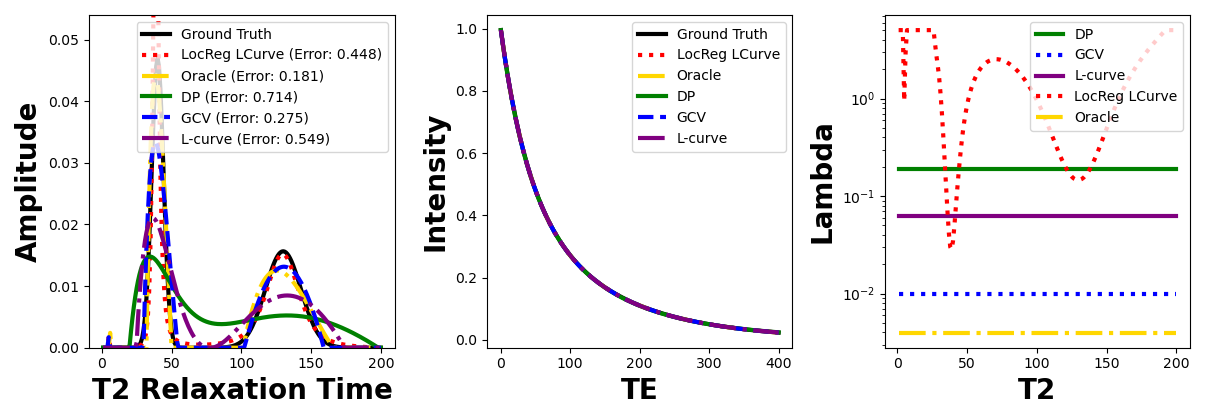 Amplitude
0.05
0.04
0.03
0.02
0.01
0.00
Ground Truth
LocReg LCurve (Error: 0.448)
Oracle (Error: 0.181)
DP (Error: 0.714)
GCV (Error: 0.275)
L-curve (Error: 0.549)
0 50 100 150 200
T2 Relaxation Time
Intensity
1.0
0.8
0.6
0.4
0.2
0.0
Ground Truth
LocReg LCurve
Oracle
DP
GCV
L-curve
0 100 200 300 400
TE
Lambda
10⁰
10⁻¹
10⁻²
DP
GCV
L-curve
LocReg LCurve
Oracle
0 50 100 150 200
T2